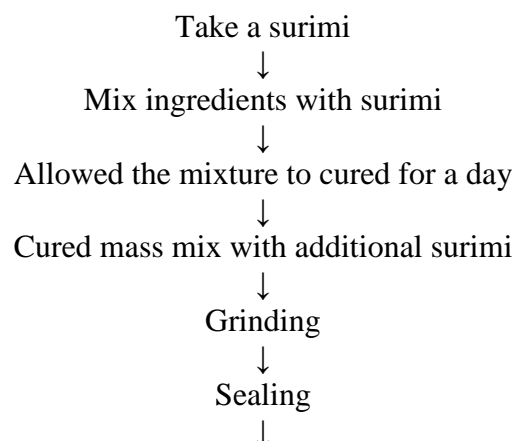 Take a surimi
↓
Mix ingredients with surimi
↓
Allowed the mixture to cured for a day
↓
Cured mass mix with additional surimi
↓
Grinding
↓
Sealing
↓